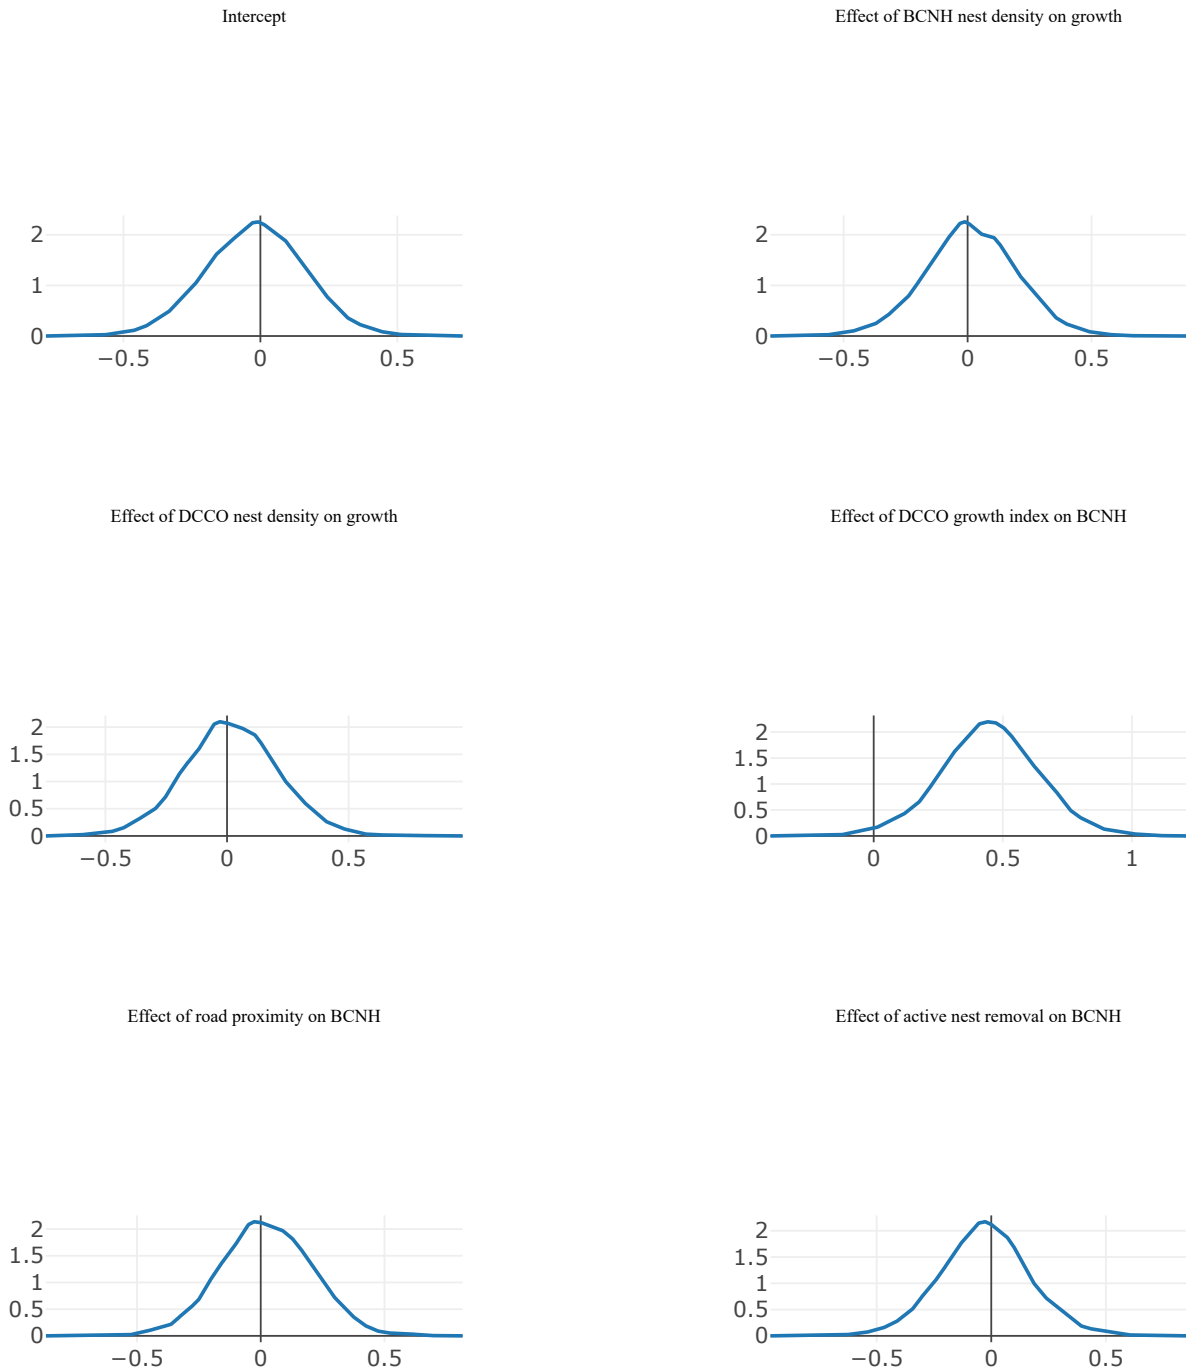 Intercept
Effect of BCNH nest density on growth
2
1
0
−0.5 0 0.5
2
1
0
−0.5 0 0.5
Effect of DCCO nest density on growth
Effect of DCCO growth index on BCNH
2
1.5
1
0.5
0
−0.5 0 0.5
2
1.5
1
0.5
0
0 0.5 1
Effect of road proximity on BCNH
Effect of active nest removal on BCNH
2
1.5
1
0.5
0
−0.5 0 0.5
2
1.5
1
0.5
0
−0.5 0 0.5